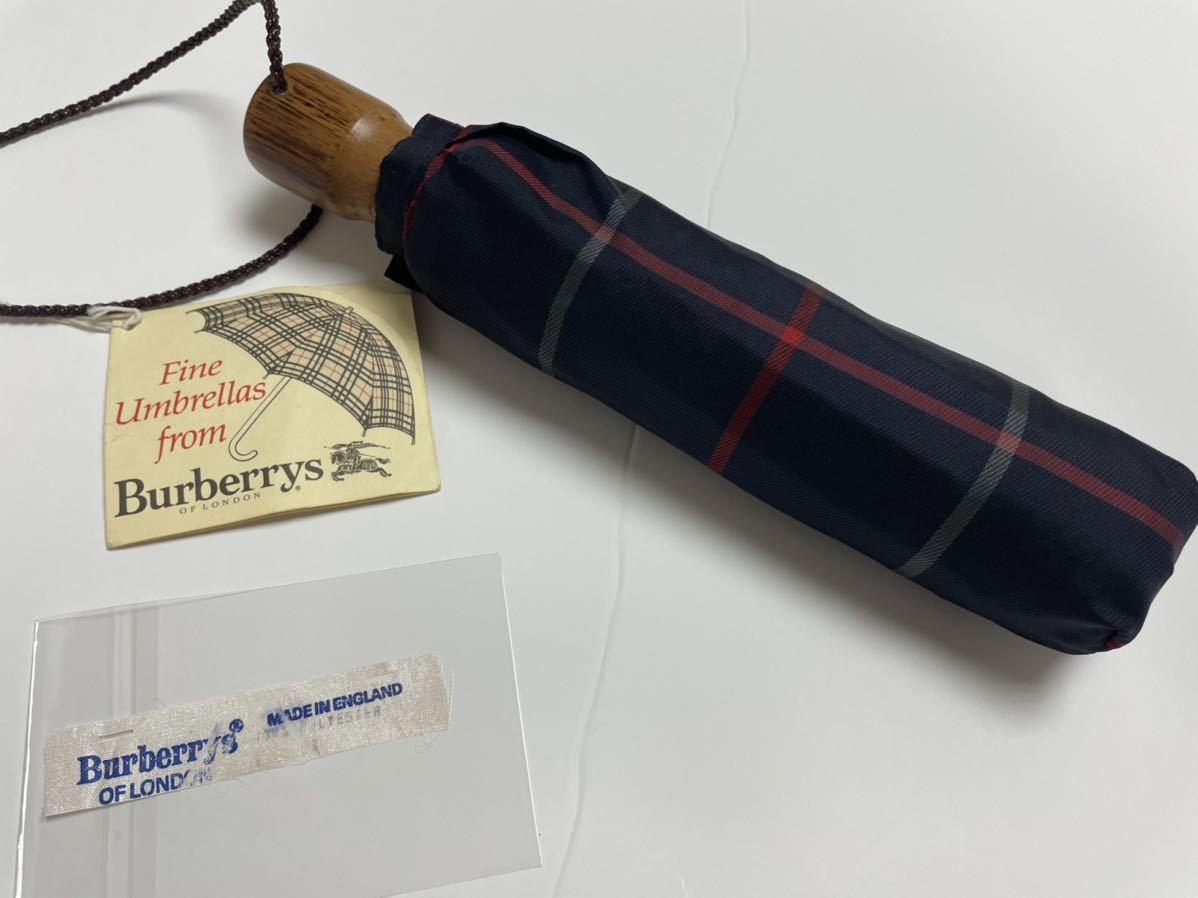 Fine
Umbrellas
from
Burberrys®
OF LONDON
Burberrys®
OF LONDON
MADE IN ENGLAND